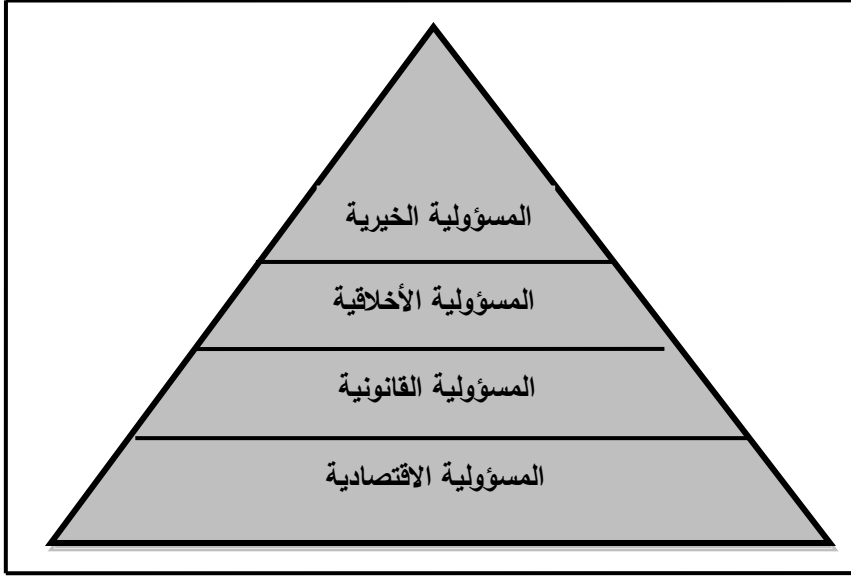 المسؤولية الخيرية
المسؤولية الأخلاقية
المسؤولية القانونية
المسؤولية الاقتصادية